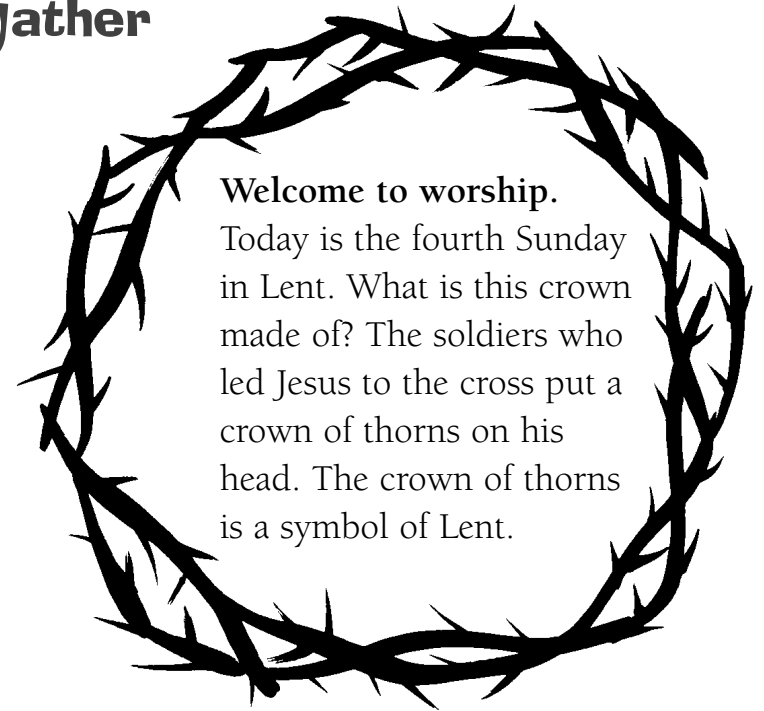 gather
Welcome to worship.
Today is the fourth Sunday
in Lent. What is this crown
made of? The soldiers who
led Jesus to the cross put a
crown of thorns on his
head. The crown of thorns
is a symbol of Lent.